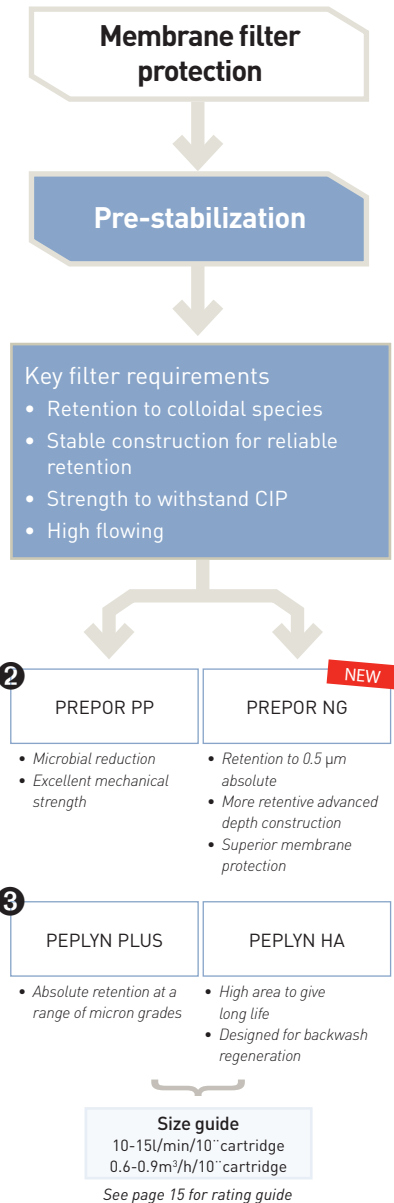 Membrane filter
protection
Pre-stabilization
Key filter requirements
• Retention to colloidal species
• Stable construction for reliable
retention
• Strength to withstand CIP
• High flowing
2
NEW
PREPOR PP
PREPOR NG
• Microbial reduction
• Excellent mechanical
strength
• Retention to 0.5 µm
absolute
• More retentive advanced
depth construction
• Superior membrane
protection
3
PEPLYN PLUS
PEPLYN HA
• Absolute retention at a
range of micron grades
• High area to give
long life
• Designed for backwash
regeneration
Size guide
10-15l/min/10¨cartridge
0.6-0.9m³/h/10¨cartridge
See page 15 for rating guide